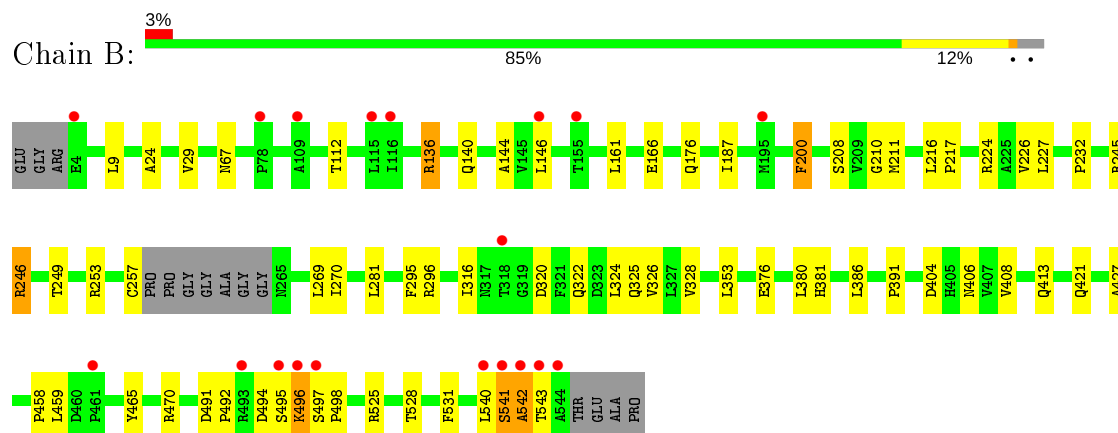 3%
Chain B:
85% 12% • •
GLU GLY ARG E4 L9 A24 V29 N67 P78 A109 T112 L115 I116 R136 Q140 A144 V145 L146 T155 L161 E166 Q176 I187 M195 F200 S208 V209 G210 M211 L216 P217 R224 A225 V226 L227 P232 R245
R246 T249 R253 C257 PRO PRO GLY GLY ALA GLY GLY N265 L269 I270 L281 F295 R296 I316 N317 T318 G319 D320 F321 Q322 D323 L324 Q325 V326 L327 V328 L353 E376 L380 H381 L386 P391 D404 H405 N406 V407 V408 Q413 Q421 A427
P458 L459 D460 P461 Y465 R470 D491 P492 R493 D494 S495 K496 S497 P498 R525 T528 F531 L540 S541 A542 T543 A544 THR GLU ALA PRO